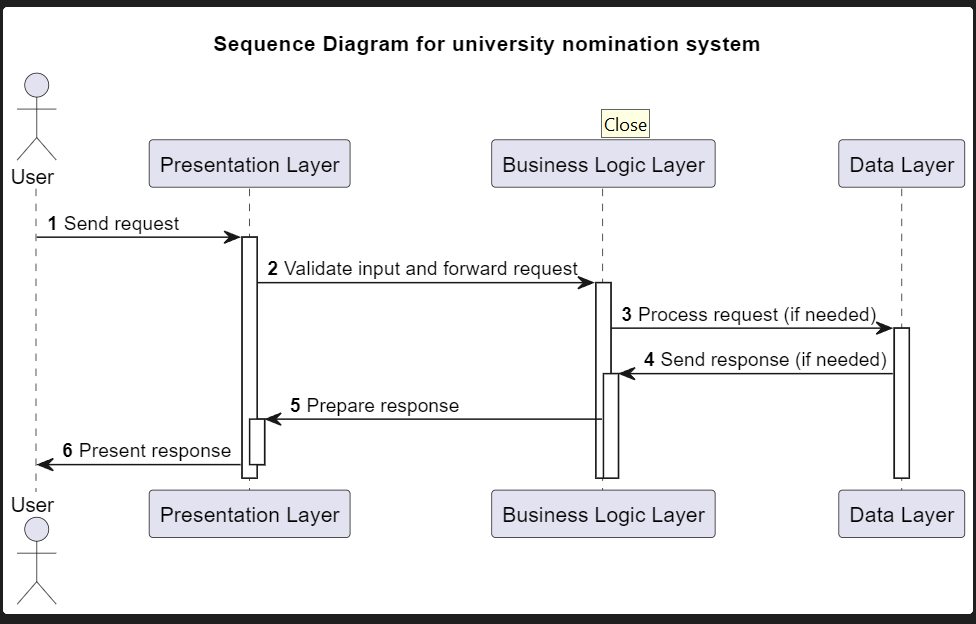 Sequence Diagram for university nomination system
Close
User
Presentation Layer
Business Logic Layer
Data Layer
1 Send request
2 Validate input and forward request
3 Process request (if needed)
4 Send response (if needed)
5 Prepare response
6 Present response
User
Presentation Layer
Business Logic Layer
Data Layer